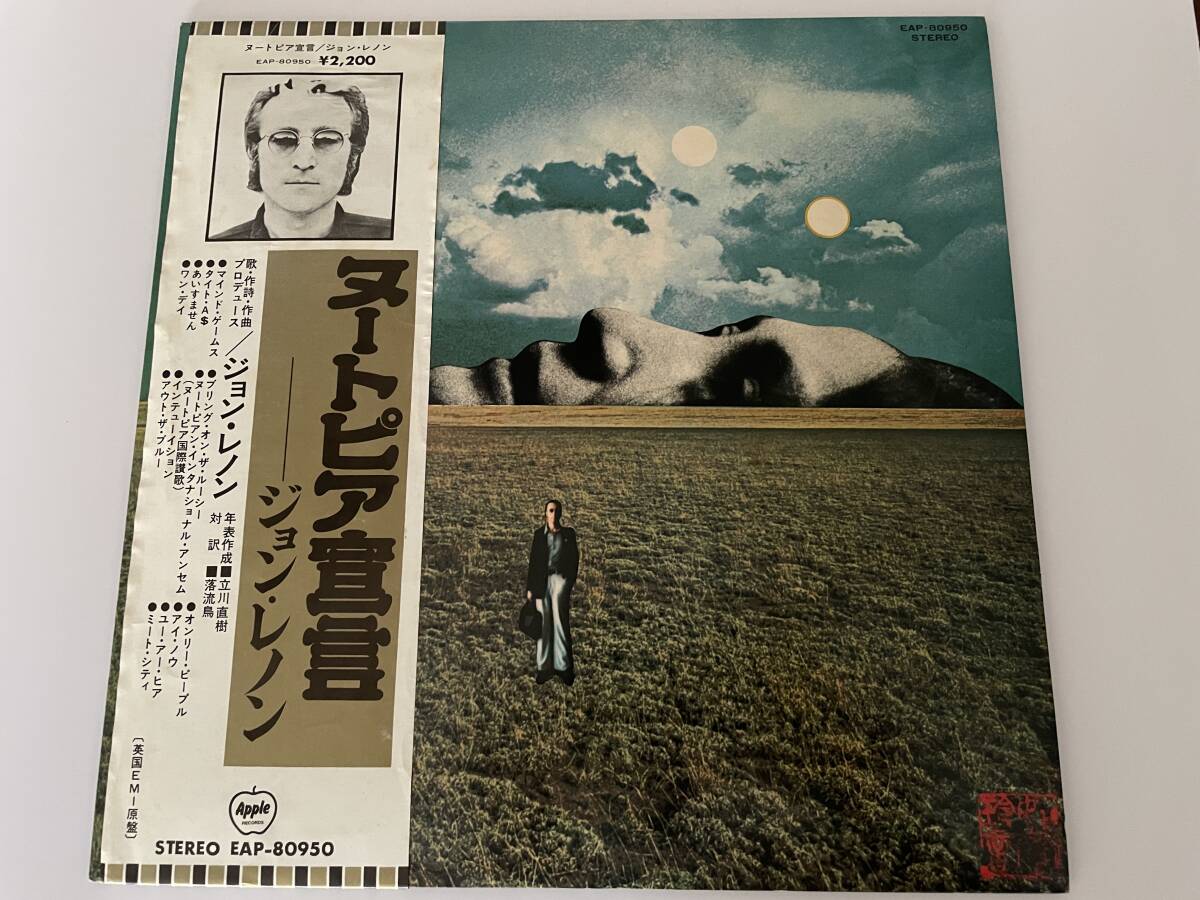 ヌートピア宣言/ジョン・レノン
EAP-80950 ¥2,200
EAP-80950
STEREO
ヌートピア宣言
ジョン・レノン
歌・作詩・作曲
プロデュース
/ジョン・レノン
年表作成■立川直樹
対訳■落流鳥
●マインド・ゲームス
●タイト・A$
●あいすません
●ワン・デイ
●ブリング・オン・ザ・ルーシー
●ヌートピアン・インタナショナル・アンセム
(ヌートピア国際讃歌)
●インテューイション
●アウト・ザ・ブルー
●オンリー・ピープル
●アイ・ノウ
●ユー・アー・ヒア
●ミート・シティ
〔英国EMI原盤〕
Apple
RECORDS
STEREO EAP-80950